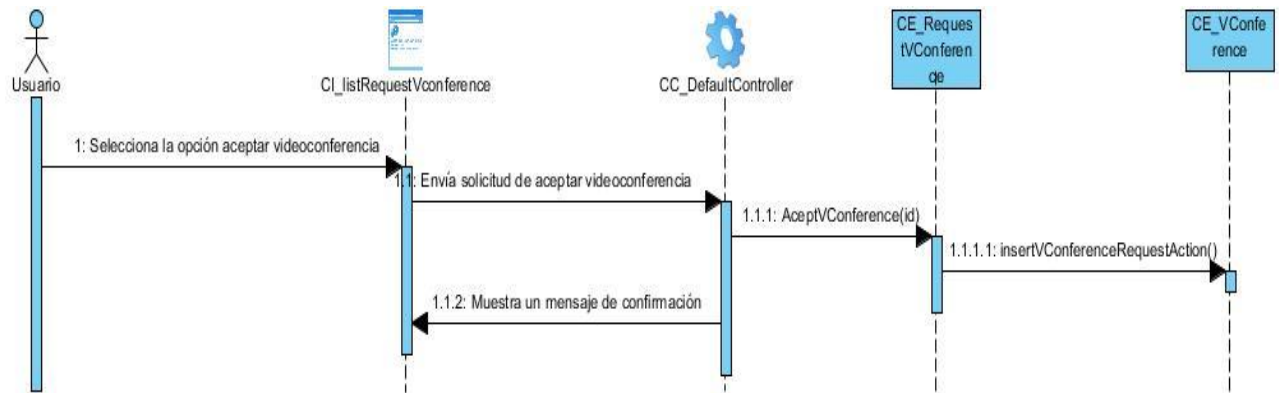 Usuario
CI_listRequestVconference
CC_DefaultController
CE_Reques
tVConferen
qe
CE_VConfe
rence
1: Selecciona la opción aceptar videoconferencia
1.1: Envía solicitud de aceptar videoconferencia
1.1.1: AceptVConference(id)
1.1.1.1: insertVConferenceRequestAction()
1.1.2: Muestra un mensaje de confirmación